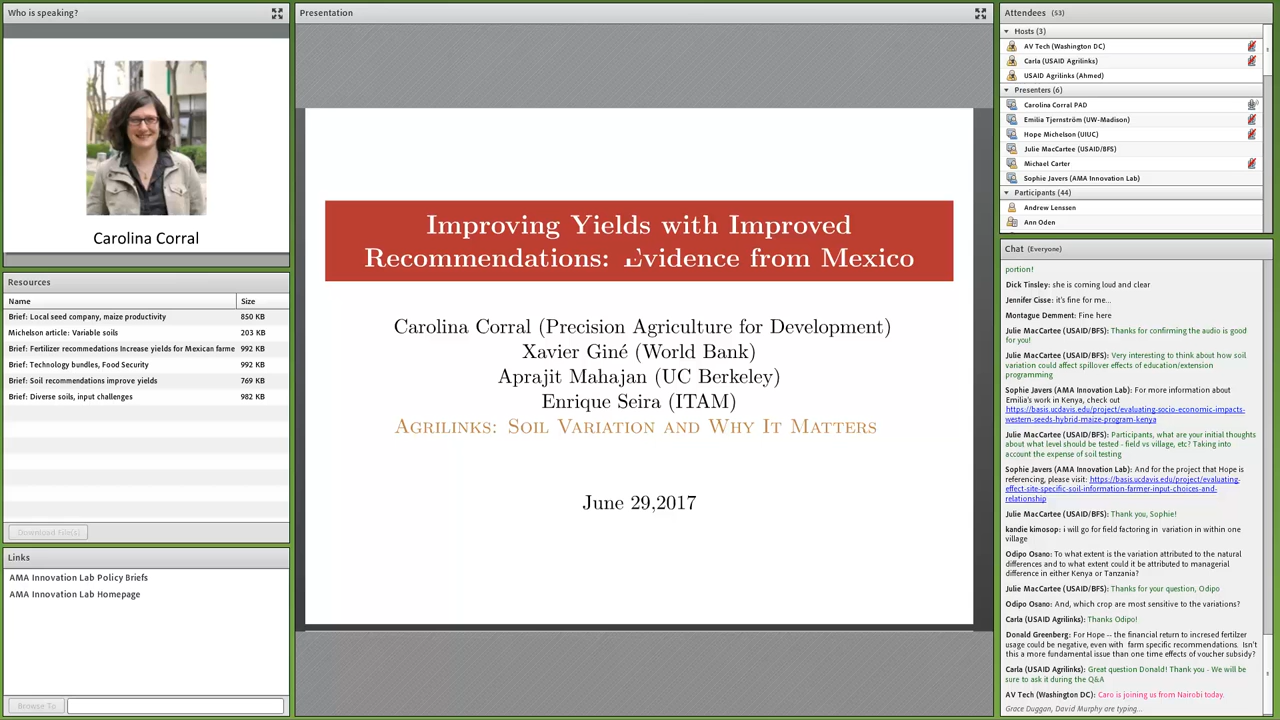 Who is speaking?
Carolina Corral
Resources
Name Size
Brief: Local seed company, maize productivity 850 KB
Michelson article: Variable soils 203 KB
Brief: Fertilizer recommendations Increase yields for Mexican farme 992 KB
Brief: Technology bundles, Food Security 992 KB
Brief: Soil recommendations improve yields 769 KB
Brief: Diverse soils, input challenges 982 KB
Download File(s)
Links
AMA Innovation Lab Policy Briefs
AMA Innovation Lab Homepage
Browse To
Presentation
Improving Yields with Improved
Recommendations: Evidence from Mexico
Carolina Corral (Precision Agriculture for Development)
Xavier Giné (World Bank)
Aprajit Mahajan (UC Berkeley)
Enrique Seira (ITAM)
Agrilinks: Soil Variation and Why It Matters
June 29,2017
Attendees (53)
Hosts (3)
AV Tech (Washington DC)
Carla (USAID Agrilinks)
USAID Agrilinks (Ahmed)
Presenters (6)
Carolina Corral PAD
Emilia Tjernström (UW-Madison)
Hope Michelson (UIUC)
Julie MacCartee (USAID/BFS)
Michael Carter
Sophie Javers (AMA Innovation Lab)
Participants (44)
Andrew Lenssen
Ann Oden
Chat (Everyone)
portion!
Dick Tinsley: she is coming loud and clear
Jennifer Cisse: it's fine for me...
Montague Demment: Fine here
Julie MacCartee (USAID/BFS): Thanks for confirming the audio is good
for you!
Julie MacCartee (USAID/BFS): Very interesting to think about how soil
variation could affect spillover effects of education/extension
programming
Sophie Javers (AMA Innovation Lab): For more information about
Emilia's work in Kenya, check out
https://basis.ucdavis.edu/project/evaluating-socio-economic-impacts-
western-seeds-hybrid-maize-program-kenya
Julie MacCartee (USAID/BFS): Participants, what are your initial thoughts
about what level should be tested - field vs village, etc? Taking into
account the expense of soil testing
Sophie Javers (AMA Innovation Lab): And for the project that Hope is
referencing, please visit: https://basis.ucdavis.edu/project/evaluating-
effect-site-specific-soil-information-farmer-input-choices-and-
relationship
Julie MacCartee (USAID/BFS): Thank you, Sophie!
kandie kimosop: i will go for field factoring in variation in within one
village
Odipo Osano: To what extent is the variation attributed to the natural
differences and to what extent could it be attributed to managerial
difference in either Kenya or Tanzania?
Julie MacCartee (USAID/BFS): Thanks for your question, Odipo
Odipo Osano: And, which crop are most sensitive to the variations?
Carla (USAID Agrilinks): Thanks Odipo!
Donald Greenberg: For Hope -- the financial return to incresed fertilzer
usage could be negative, even with farm specific recommendations. Isn't
this a more fundamental issue than one time effects of voucher subsidy?
Carla (USAID Agrilinks): Great question Donald! Thank you - We will be
sure to ask it during the Q&A
AV Tech (Washington DC): Caro is joining us from Nairobi today.
Grace Duggan, David Murphy are typing...